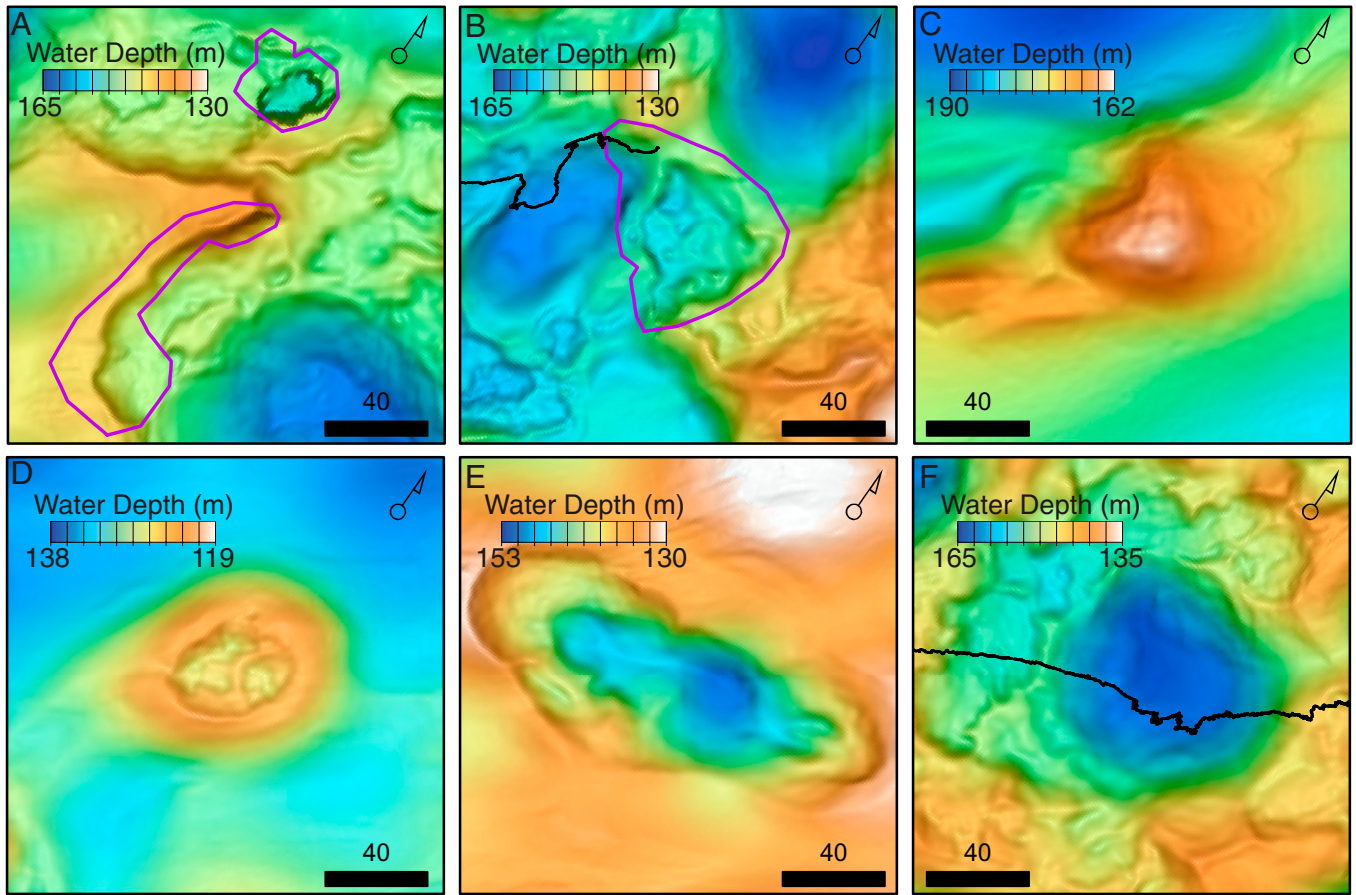 A
Water Depth (m)
165 130
40
B
Water Depth (m)
165 130
40
C
Water Depth (m)
190 162
40
D
Water Depth (m)
138 119
40
E
Water Depth (m)
153 130
40
F
Water Depth (m)
165 135
40